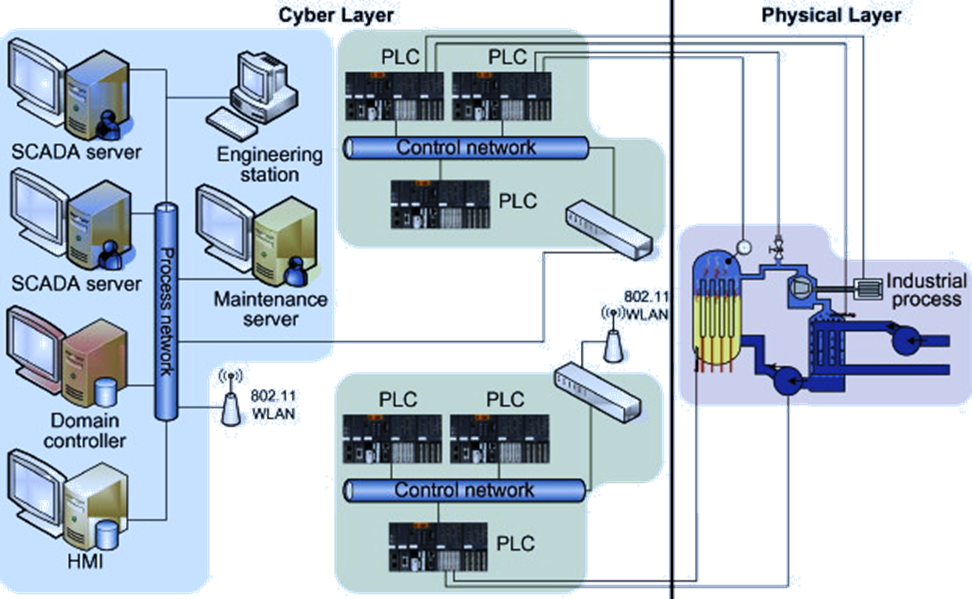 Cyber Layer
Physical Layer
SCADA server
Engineering
station
SCADA server
Process network
Maintenance
server
Domain
controller
802.11
WLAN
HMI
PLC
PLC
Control network
PLC
802.11
WLAN
PLC
PLC
Control network
PLC
Industrial
process